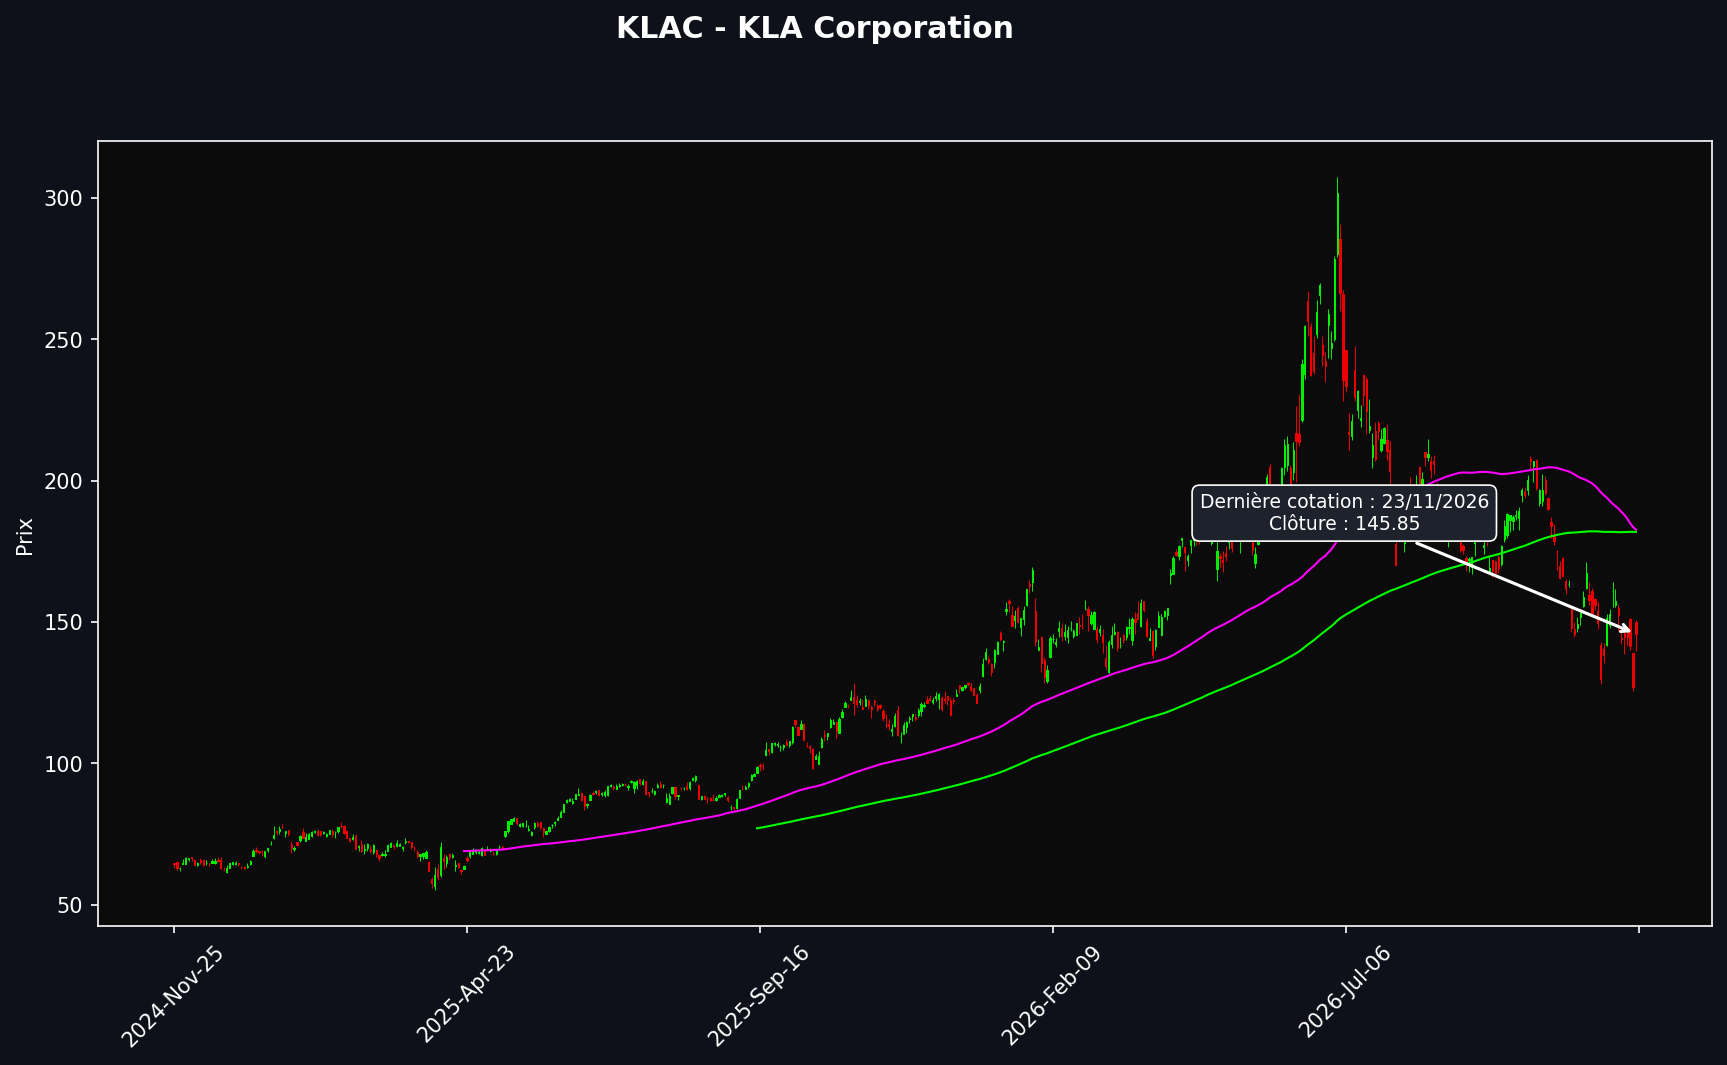 KLAC - KLA Corporation
Prix
300
250
200
150
100
50
Dernière cotation : 23/11/2026
Clôture : 145.85
2024-Nov-25
2025-Apr-23
2025-Sep-16
2026-Feb-09
2026-Jul-06